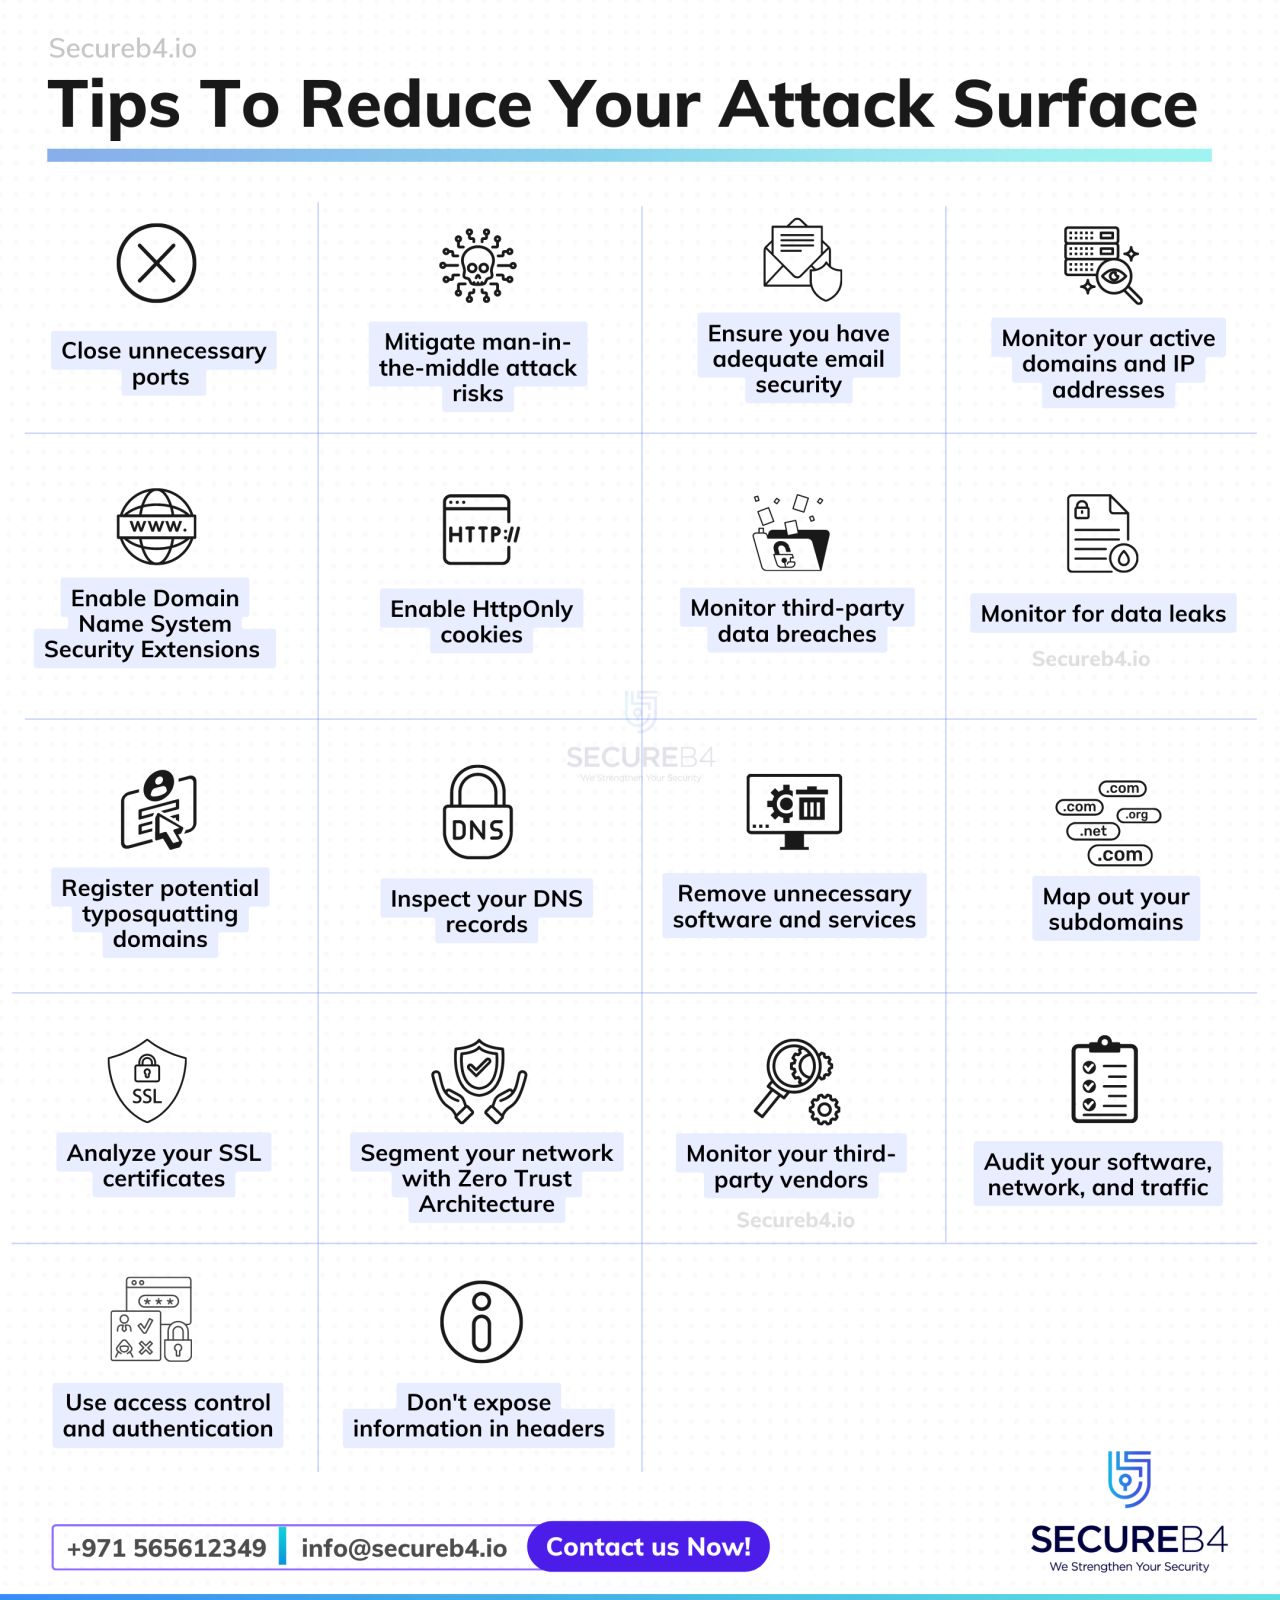 Secureb4.io
Tips To Reduce Your Attack Surface
Close unnecessary
ports
Mitigate man-in-
the-middle attack
risks
Ensure you have
adequate email
security
Monitor your active
domains and IP
addresses
WWW.
Enable Domain
Name System
Security Extensions
HTTP://
Enable HttpOnly
cookies
Monitor third-party
data breaches
Monitor for data leaks
Secureb4.io
SECUREB4
We Strengthen Your Security
Register potential
typosquatting
domains
DNS
Inspect your DNS
records
Remove unnecessary
software and services
.com
.com
.org
.net
.com
Map out your
subdomains
SSL
Analyze your SSL
certificates
Segment your network
with Zero Trust
Architecture
Monitor your third-
party vendors
Secureb4.io
Audit your software,
network, and traffic
***
Use access control
and authentication
Don't expose
information in headers
+971 565612349
info@secureb4.io
Contact us Now!
SECUREB4
We Strengthen Your Security